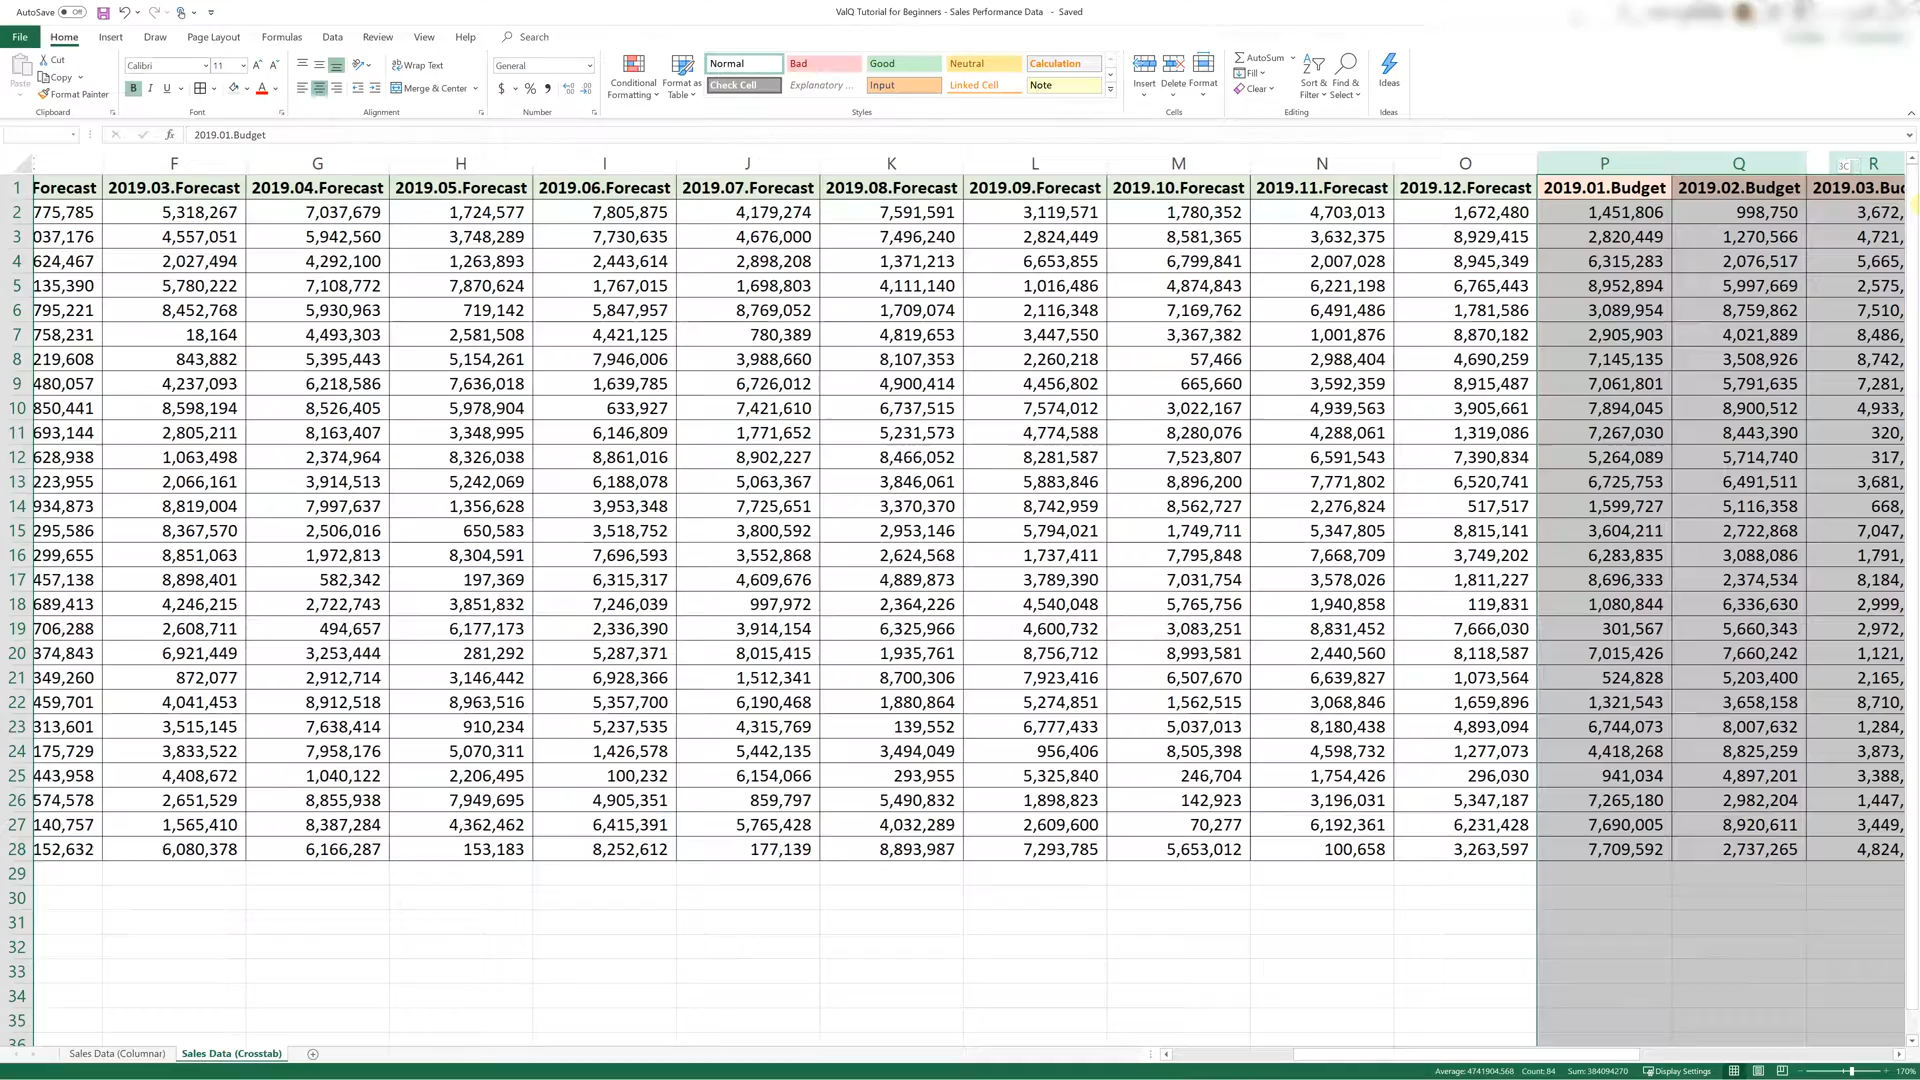 AutoSave Off
ValQ Tutorial for Beginners - Sales Performance Data - Saved
File Home Insert Draw Page Layout Formulas Data Review View Help Search
Paste
Cut
Copy
Format Painter
Clipboard
Calibri 11
B I U
Font
Wrap Text
Merge & Center
Alignment
General
$ % ,
Number
Conditional Formatting
Format as Table
Normal Bad Good Neutral Calculation
Check Cell Explanatory ... Input Linked Cell Note
Styles
Insert Delete Format
Cells
AutoSum
Fill
Clear
Sort & Filter
Find & Select
Editing
Ideas
Ideas
fx 2019.01.Budget
F G H I J K L M N O P Q 3C R
1 Forecast 2019.03.Forecast 2019.04.Forecast 2019.05.Forecast 2019.06.Forecast 2019.07.Forecast 2019.08.Forecast 2019.09.Forecast 2019.10.Forecast 2019.11.Forecast 2019.12.Forecast 2019.01.Budget 2019.02.Budget 2019.03.Bud
2 775,785 5,318,267 7,037,679 1,724,577 7,805,875 4,179,274 7,591,591 3,119,571 1,780,352 4,703,013 1,672,480 1,451,806 998,750 3,672,
3 037,176 4,557,051 5,942,560 3,748,289 7,730,635 4,676,000 7,496,240 2,824,449 8,581,365 3,632,375 8,929,415 2,820,449 1,270,566 4,721,
4 624,467 2,027,494 4,292,100 1,263,893 2,443,614 2,898,208 1,371,213 6,653,855 6,799,841 2,007,028 8,945,349 6,315,283 2,076,517 5,665,
5 135,390 5,780,222 7,108,772 7,870,624 1,767,015 1,698,803 4,111,140 1,016,486 4,874,843 6,221,198 6,765,443 8,952,894 5,997,669 2,575,
6 795,221 8,452,768 5,930,963 719,142 5,847,957 8,769,052 1,709,074 2,116,348 7,169,762 6,491,486 1,781,586 3,089,954 8,759,862 7,510,
7 758,231 18,164 4,493,303 2,581,508 4,421,125 780,389 4,819,653 3,447,550 3,367,382 1,001,876 8,870,182 2,905,903 4,021,889 8,486,
8 219,608 843,882 5,395,443 5,154,261 7,946,006 3,988,660 8,107,353 2,260,218 57,466 2,988,404 4,690,259 7,145,135 3,508,926 8,742,
9 480,057 4,237,093 6,218,586 7,636,018 1,639,785 6,726,012 4,900,414 4,456,802 665,660 3,592,359 8,915,487 7,061,801 5,791,635 7,281,
10 850,441 8,598,194 8,526,405 5,978,904 633,927 7,421,610 6,737,515 7,574,012 3,022,167 4,939,563 3,905,661 7,894,045 8,900,512 4,933,
11 693,144 2,805,211 8,163,407 3,348,995 6,146,809 1,771,652 5,231,573 4,774,588 8,280,076 4,288,061 1,319,086 7,267,030 8,443,390 320,
12 628,938 1,063,498 2,374,964 8,326,038 8,861,016 8,902,227 8,466,052 8,281,587 7,523,807 6,591,543 7,390,834 5,264,089 5,714,740 317,
13 223,955 2,066,161 3,914,513 5,242,069 6,188,078 5,063,367 3,846,061 5,883,846 8,896,200 7,771,802 6,520,741 6,725,753 6,491,511 3,681,
14 934,873 8,819,004 7,997,637 1,356,628 3,953,348 7,725,651 3,370,370 8,742,959 8,562,727 2,276,824 517,517 1,599,727 5,116,358 668,
15 295,586 8,367,570 2,506,016 650,583 3,518,752 3,800,592 2,953,146 5,794,021 1,749,711 5,347,805 8,815,141 3,604,211 2,722,868 7,047,
16 299,655 8,851,063 1,972,813 8,304,591 7,696,593 3,552,868 2,624,568 1,737,411 7,795,848 7,668,709 3,749,202 6,283,835 3,088,086 1,791,
17 457,138 8,898,401 582,342 197,369 6,315,317 4,609,676 4,889,873 3,789,390 7,031,754 3,578,026 1,811,227 8,696,333 2,374,534 8,184,
18 689,413 4,246,215 2,722,743 3,851,832 7,246,039 997,972 2,364,226 4,540,048 5,765,756 1,940,858 119,831 1,080,844 6,336,630 2,999,
19 706,288 2,608,711 494,657 6,177,173 2,336,390 3,914,154 6,325,966 4,600,732 3,083,251 8,831,452 7,666,030 301,567 5,660,343 2,972,
20 374,843 6,921,449 3,253,444 281,292 5,287,371 8,015,415 1,935,761 8,756,712 8,993,581 2,440,560 8,118,587 7,015,426 7,660,242 1,121,
21 349,260 872,077 2,912,714 3,146,442 6,928,366 1,512,341 8,700,306 7,923,416 6,507,670 6,639,827 1,073,564 524,828 5,203,400 2,165,
22 459,701 4,041,453 8,912,518 8,963,516 5,357,700 6,190,468 1,880,864 5,274,851 1,562,515 3,068,846 1,659,896 1,321,543 3,658,158 8,710,
23 313,601 3,515,145 7,638,414 910,234 5,237,535 4,315,769 139,552 6,777,433 5,037,013 8,180,438 4,893,094 6,744,073 8,007,632 1,284,
24 175,729 3,833,522 7,958,176 5,070,311 1,426,578 5,442,135 3,494,049 956,406 8,505,398 4,598,732 1,277,073 4,418,268 8,825,259 3,873,
25 443,958 4,408,672 1,040,122 2,206,495 100,232 6,154,066 293,955 5,325,840 246,704 1,754,426 296,030 941,034 4,897,201 3,388,
26 574,578 2,651,529 8,855,938 7,949,695 4,905,351 859,797 5,490,832 1,898,823 142,923 3,196,031 5,347,187 7,265,180 2,982,204 1,447,
27 140,757 1,565,410 8,387,284 4,362,462 6,415,391 5,765,428 4,032,289 2,609,600 70,277 6,192,361 6,231,428 7,690,005 8,920,611 3,449,
28 152,632 6,080,378 6,166,287 153,183 8,252,612 177,139 8,893,987 7,293,785 5,653,012 100,658 3,263,597 7,709,592 2,737,265 4,824,
29
30
31
32
33
34
35
36
Sales Data (Columnar) Sales Data (Crosstab)
Average: 4741904.568 Count: 84 Sum: 384094270 Display Settings 170%